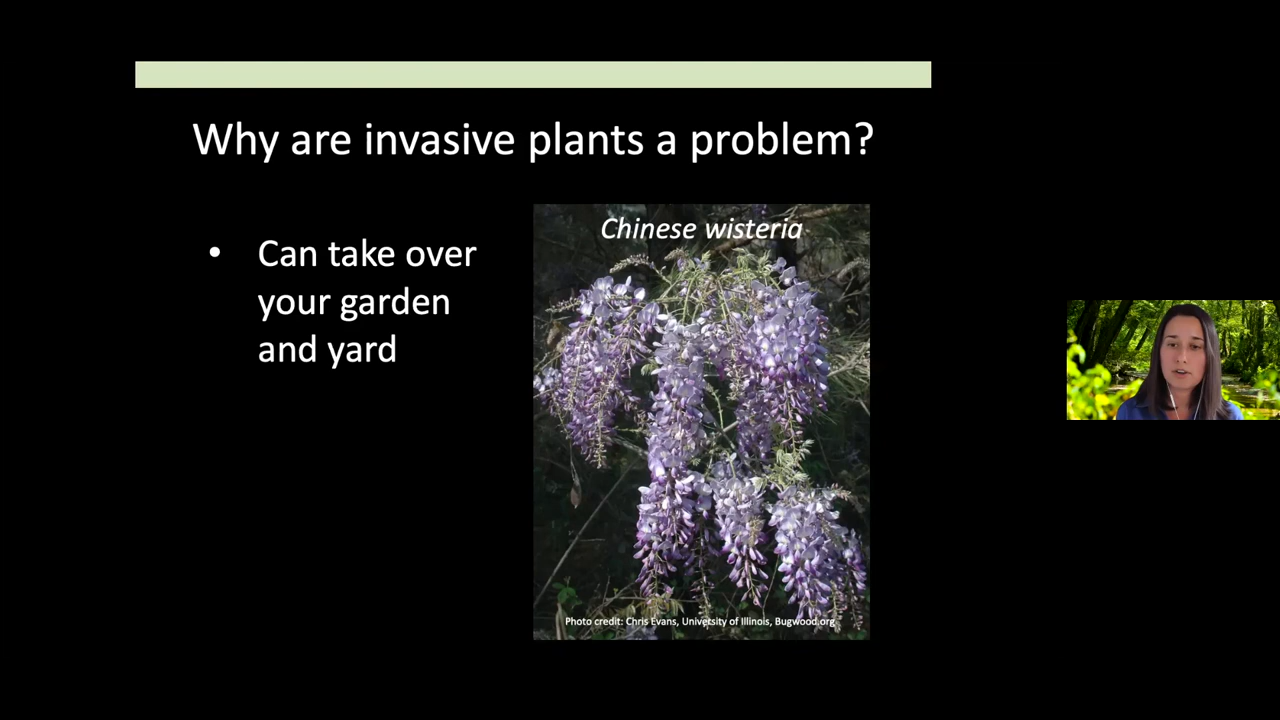 Why are invasive plants a problem?
• Can take over
your garden
and yard
Chinese wisteria
Photo credit: Chris Evans, University of Illinois, Bugwood.org